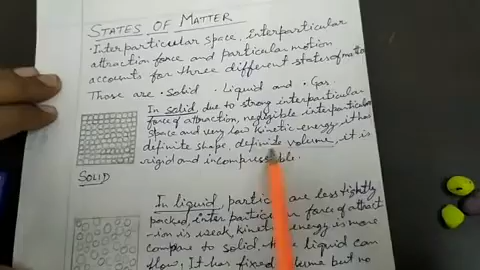 STATES OF MATTER
• Interparticular space, interparticular
attraction force and particular motion
accounts for three different states of matte
Those are • Solid • Liquid and • Gas.
In solid, due to strong interparticular
force of attraction, negligible interparticular
space and very low kinetic energy, it has
definite shape, definite volume, it is
rigid and incompressible.
SOLID
In liquid, particles are less tightly
packed, inter particular force of attract
-ion is weak, kinetic energy is more
compare to solid, liquid can
flow. It has fixed volume but no